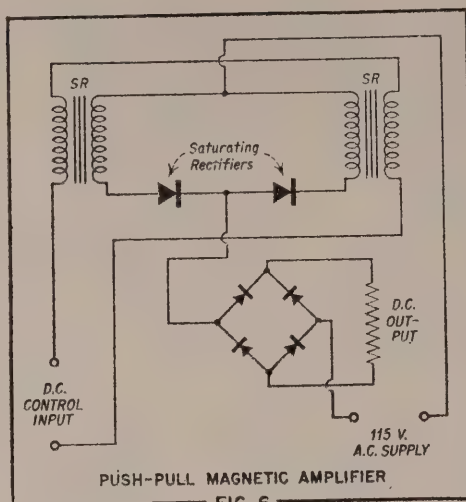 SR
SR
Saturating
Rectifiers
D.C.
OUT-
PUT
D.C.
CONTROL
INPUT
115 V.
A.C. SUPPLY
PUSH-PULL MAGNETIC AMPLIFIER
FIG. 6